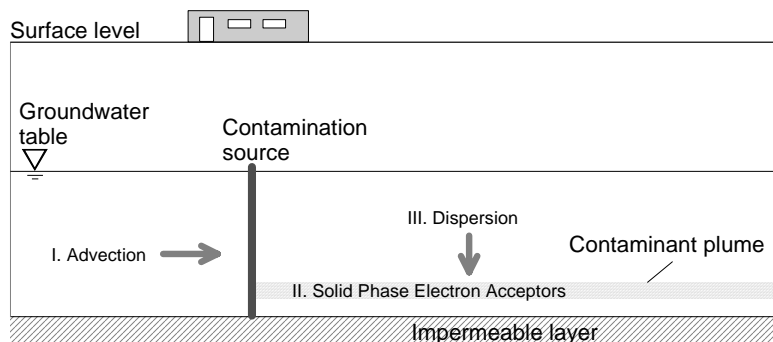 Surface level
Groundwater
table
Contamination
source
III. Dispersion
I. Advection
Contaminant plume
II. Solid Phase Electron Acceptors
Impermeable layer